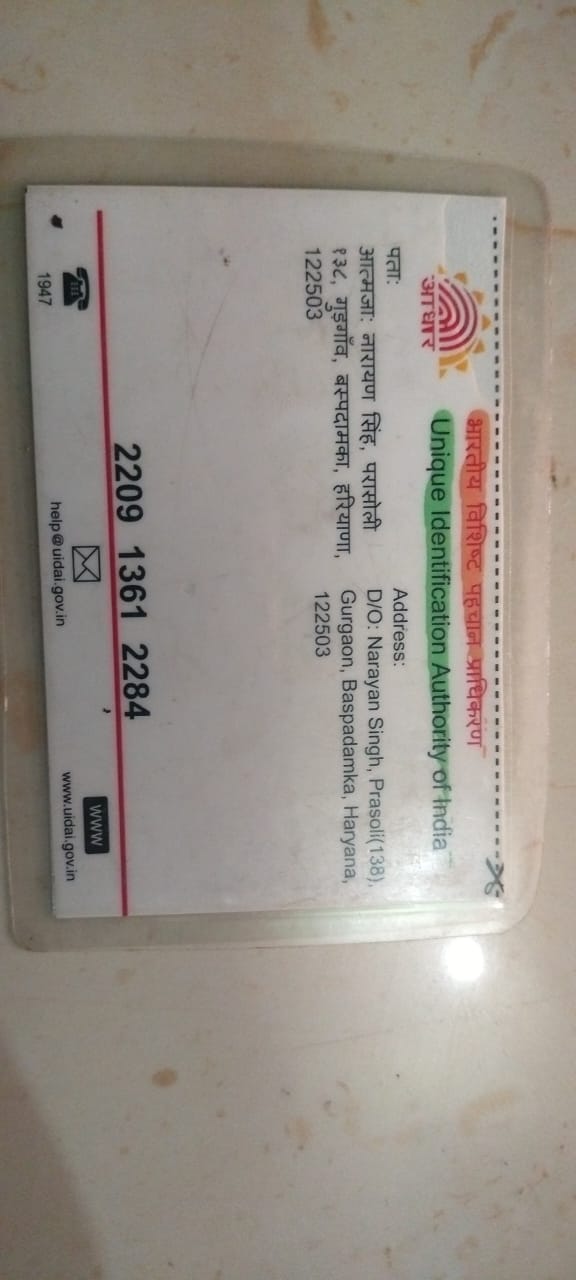 भारतीय विशिष्ट पहचान प्राधिकरण
Unique Identification Authority of India
आधार
पता:
आत्मजा: नारायण सिंह, परासोली
१३८, गुड़गाँव, बस्पदामका, हरियाणा,
122503
Address:
D/O: Narayan Singh, Prasoli(138),
Gurgaon, Baspadamka, Haryana,
122503
2209 1361 2284
1947
help@uidai.gov.in
www
www.uidai.gov.in